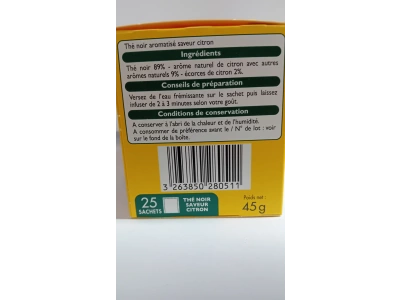 Thé noir aromatisé saveur citron
Ingrédients
Thé noir 89% - arôme naturel de citron avec autres
arômes naturels 9% - écorces de citron 2%.
Conseils de préparation
Versez de l'eau frémissante sur le sachet puis laissez
infuser de 2 à 3 minutes selon votre goût.
Conditions de conservation
A conserver à l'abri de la chaleur et de l'humidité.
A consommer de préférence avant le / N° de lot : voir
sur le fond de la boîte.
3 263850 280511
25
SACHETS
THÉ NOIR
SAVEUR
CITRON
Poids net :
45 g